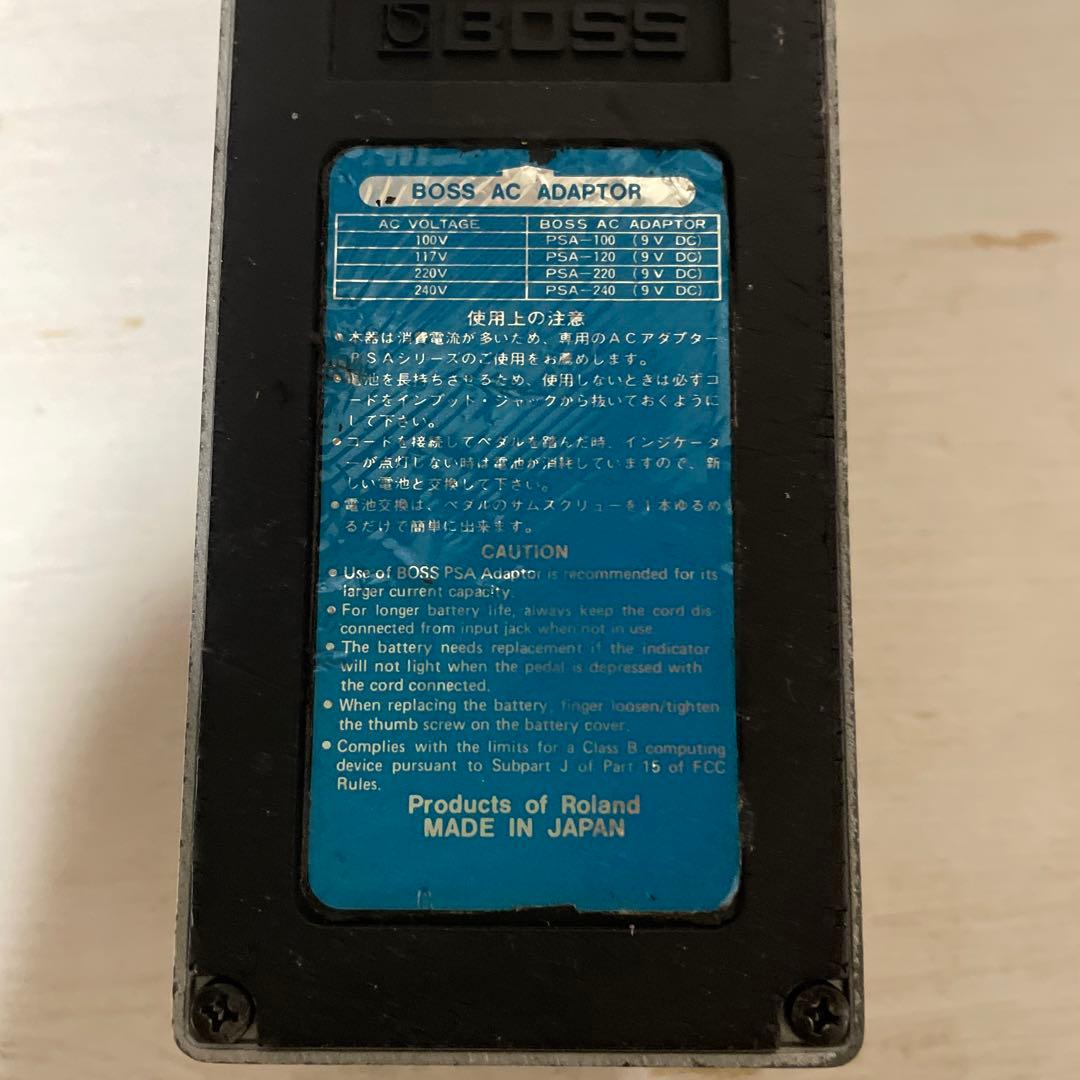 BOSS
BOSS AC ADAPTOR
AC VOLTAGE BOSS AC ADAPTOR
100V PSA-100 (9V DC)
117V PSA-120 (9V DC)
220V PSA-220 (9V DC)
240V PSA-240 (9V DC)
使用上の注意
●本器は消費電流が多いため、専用のACアダプター
PSAシリーズのご使用をお薦めします。
●電池を長持ちさせるため、使用しないときは必ずコ
ードをインプット・ジャックから抜いておくように
して下さい。
●コードを接続してペダルを踏んだ時、インジケータ
ーが点灯しない時は電池が消耗していますので、新
しい電池と交換して下さい。
●電池交換は、ペダルのサムスクリューを1本ゆるめ
るだけで簡単に出来ます。
CAUTION
● Use of BOSS PSA Adaptor is recommended for its
larger current capacity.
● For longer battery life, always keep the cord dis-
connected from input jack when not in use.
● The battery needs replacement if the indicator
will not light when the pedal is depressed with
the cord connected.
● When replacing the battery, finger loosen/tighten
the thumb screw on the battery cover.
● Complies with the limits for a Class B computing
device pursuant to Subpart J of Part 15 of FCC
Rules.
Products of Roland
MADE IN JAPAN